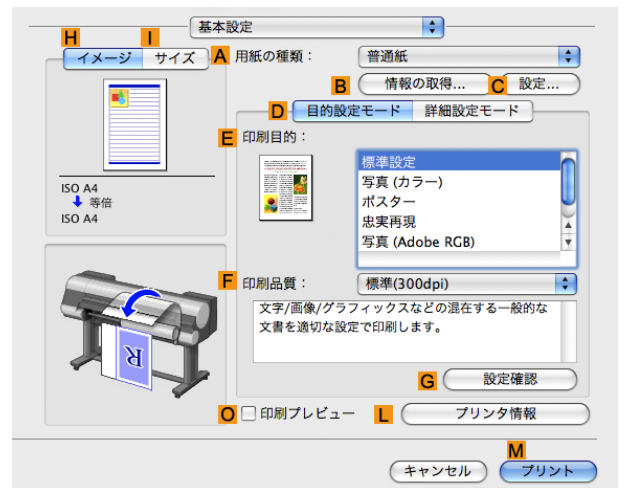 基本設定
H I
イメージ サイズ
A 用紙の種類： 普通紙
B 情報の取得... C 設定...
D 目的設定モード 詳細設定モード
E 印刷目的：
標準設定
写真 (カラー)
ポスター
忠実再現
写真 (Adobe RGB)
ISO A4
等倍
ISO A4
F 印刷品質： 標準(300dpi)
文字/画像/グラフィックスなどの混在する一般的な
文書を適切な設定で印刷します。
R
G 設定確認
O 印刷プレビュー L プリンタ情報
M
キャンセル プリント